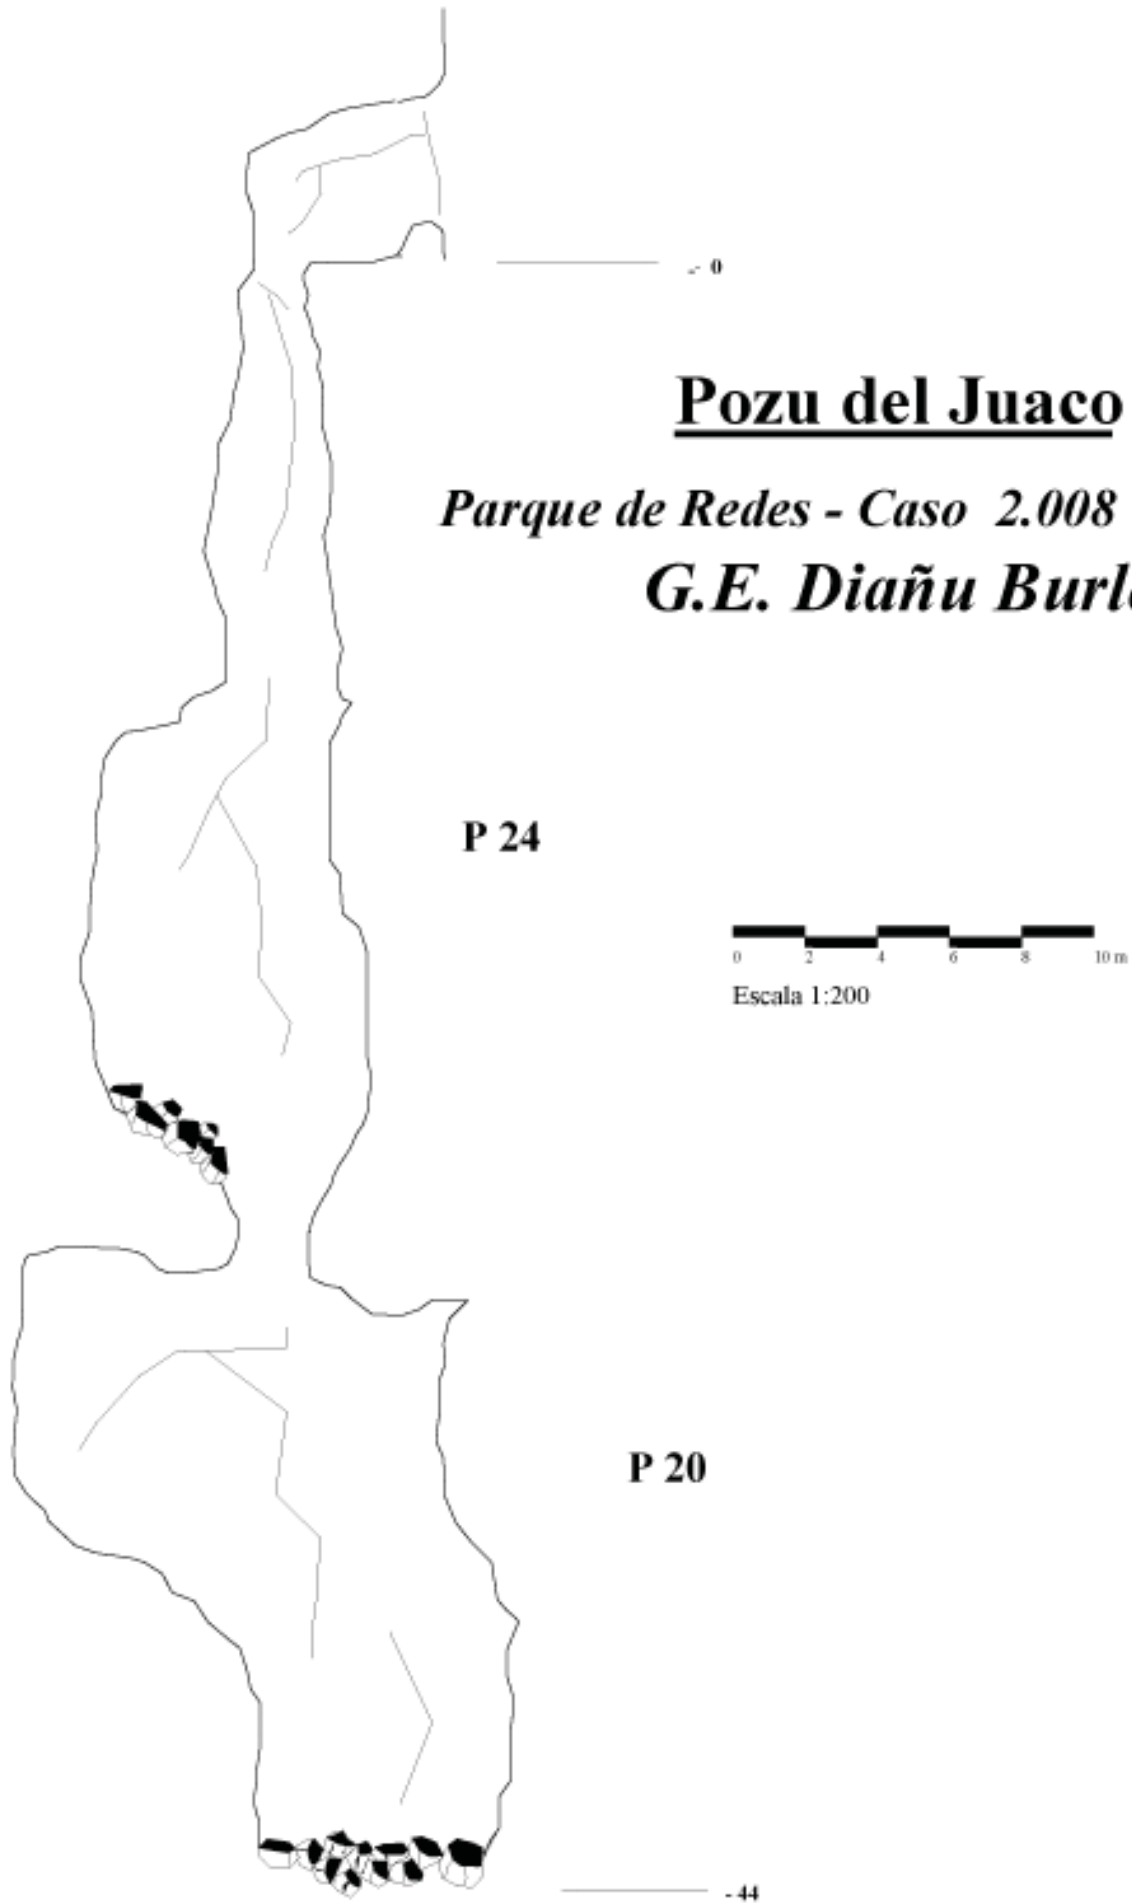 .- 0
Pozu del Juaco
Parque de Redes - Caso 2.008
G.E. Diañu
P 24
0 2 4 6 8 10 m
Escala 1:200
P 20
- 44